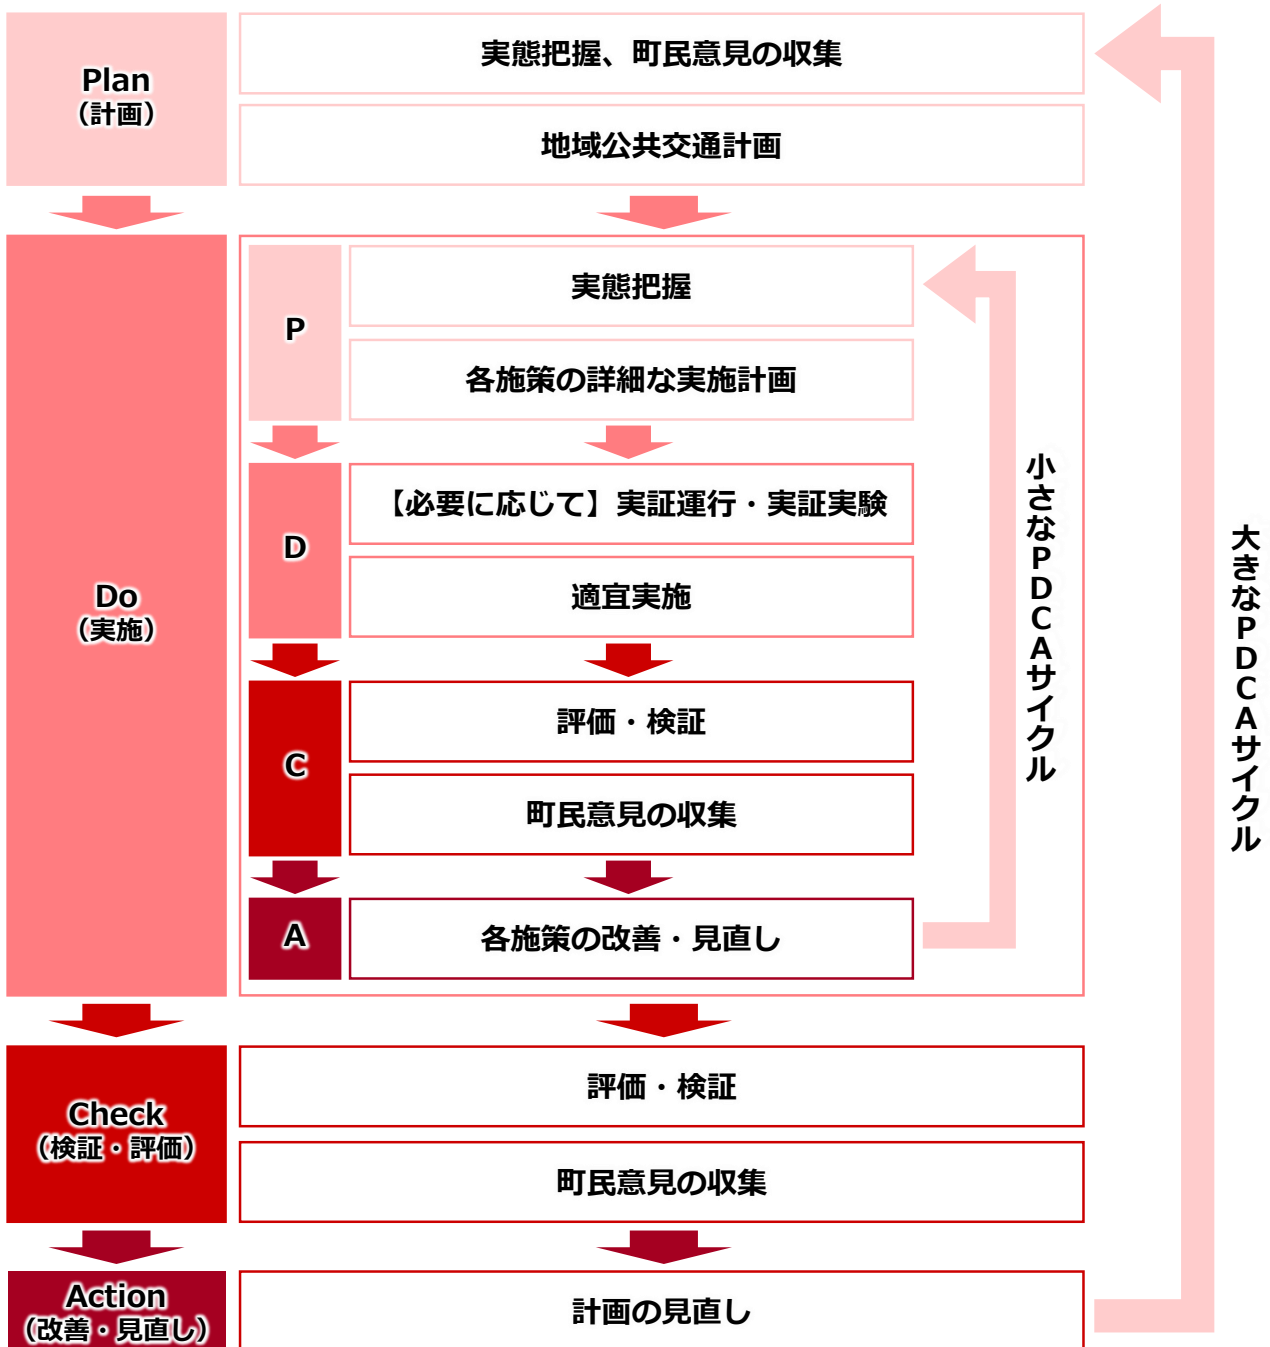 Plan
（計画）
実態把握、町民意見の収集
地域公共交通計画
Do
（実施）
P
実態把握
各施策の詳細な実施計画
D
【必要に応じて】実証運行・実証実験
適宜実施
C
評価・検証
町民意見の収集
A
各施策の改善・見直し
小さなPDCAサイクル
Check
（検証・評価）
評価・検証
町民意見の収集
Action
（改善・見直し）
計画の見直し
大きなPDCAサイクル